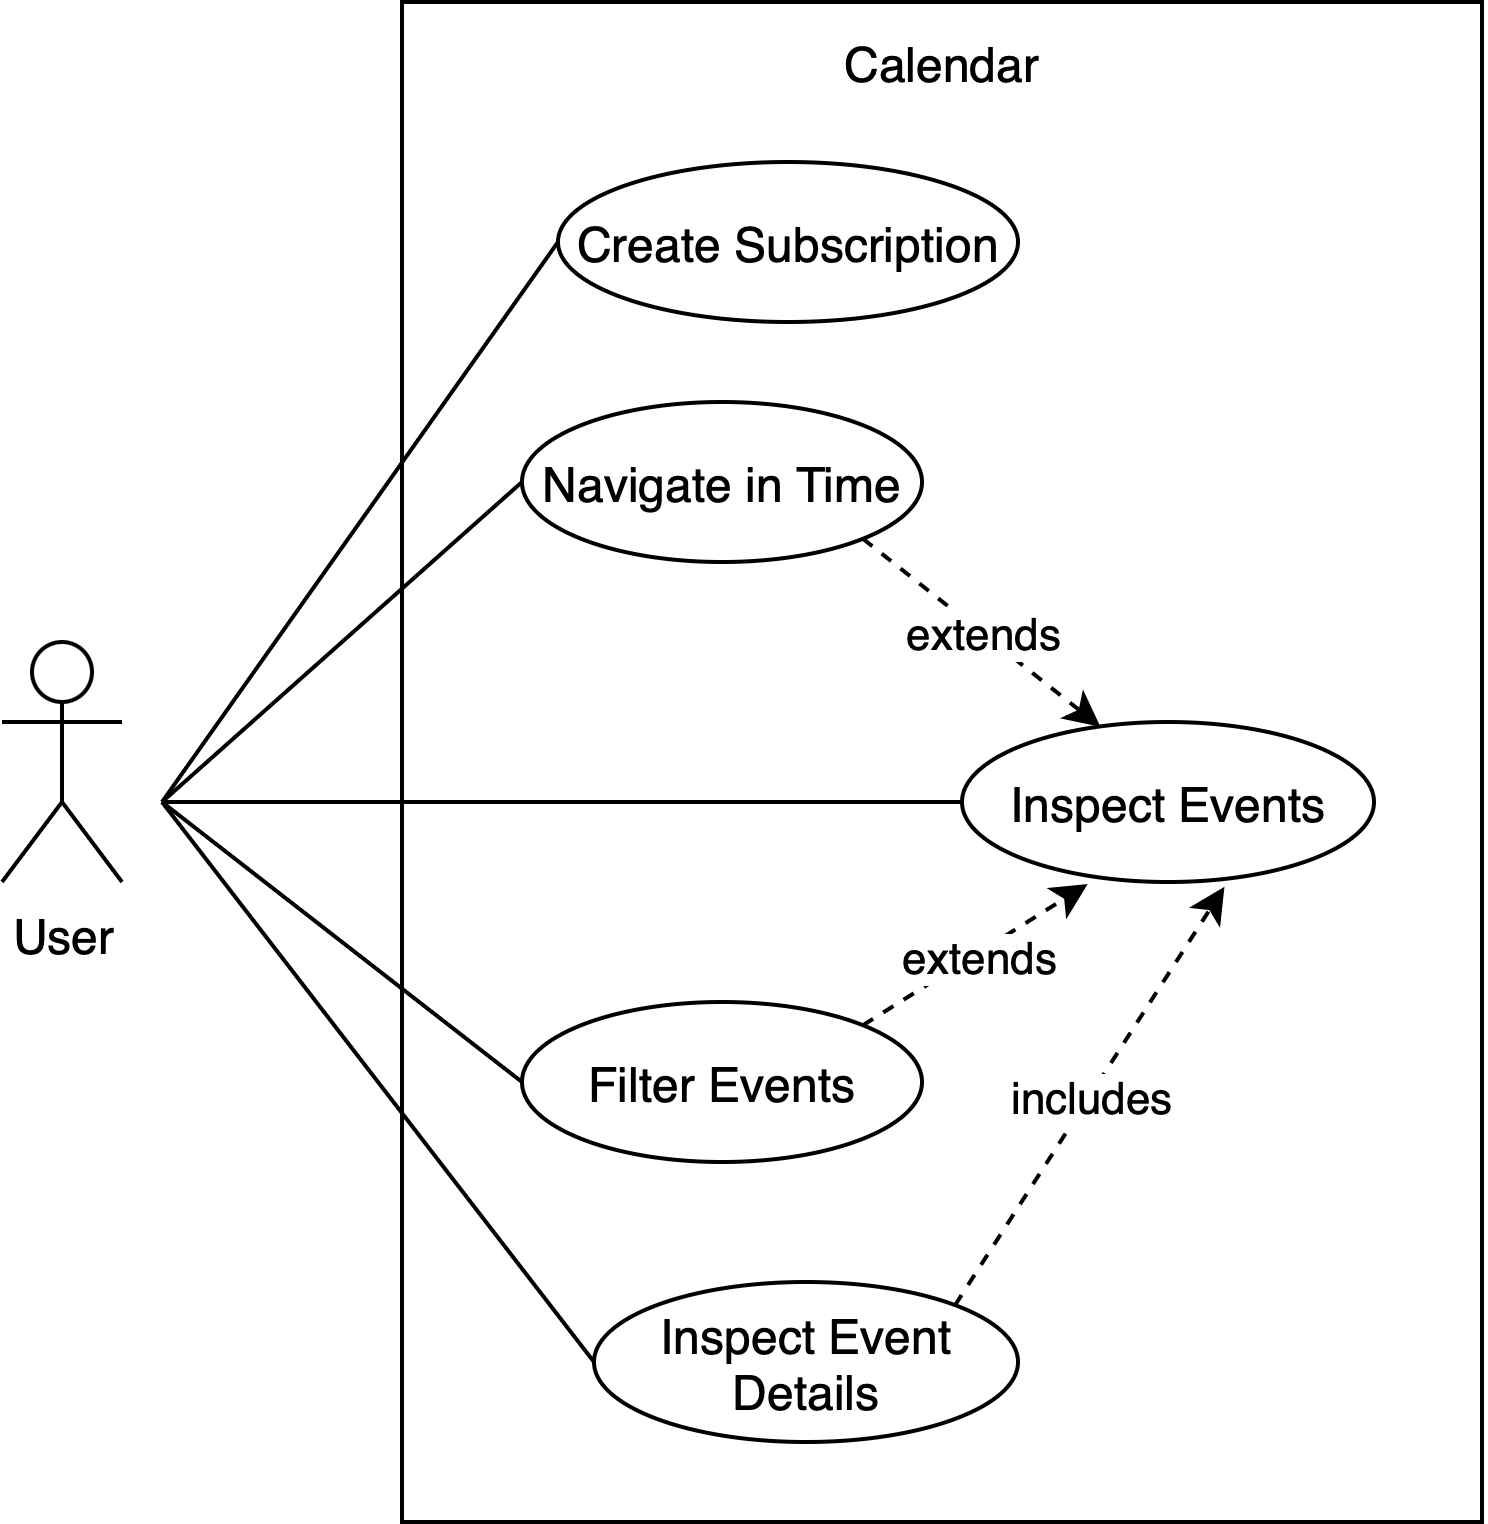 Calendar
Create Subscription
Navigate in Time
extends
Inspect Events
User
extends
Filter Events
includes
Inspect Event
Details